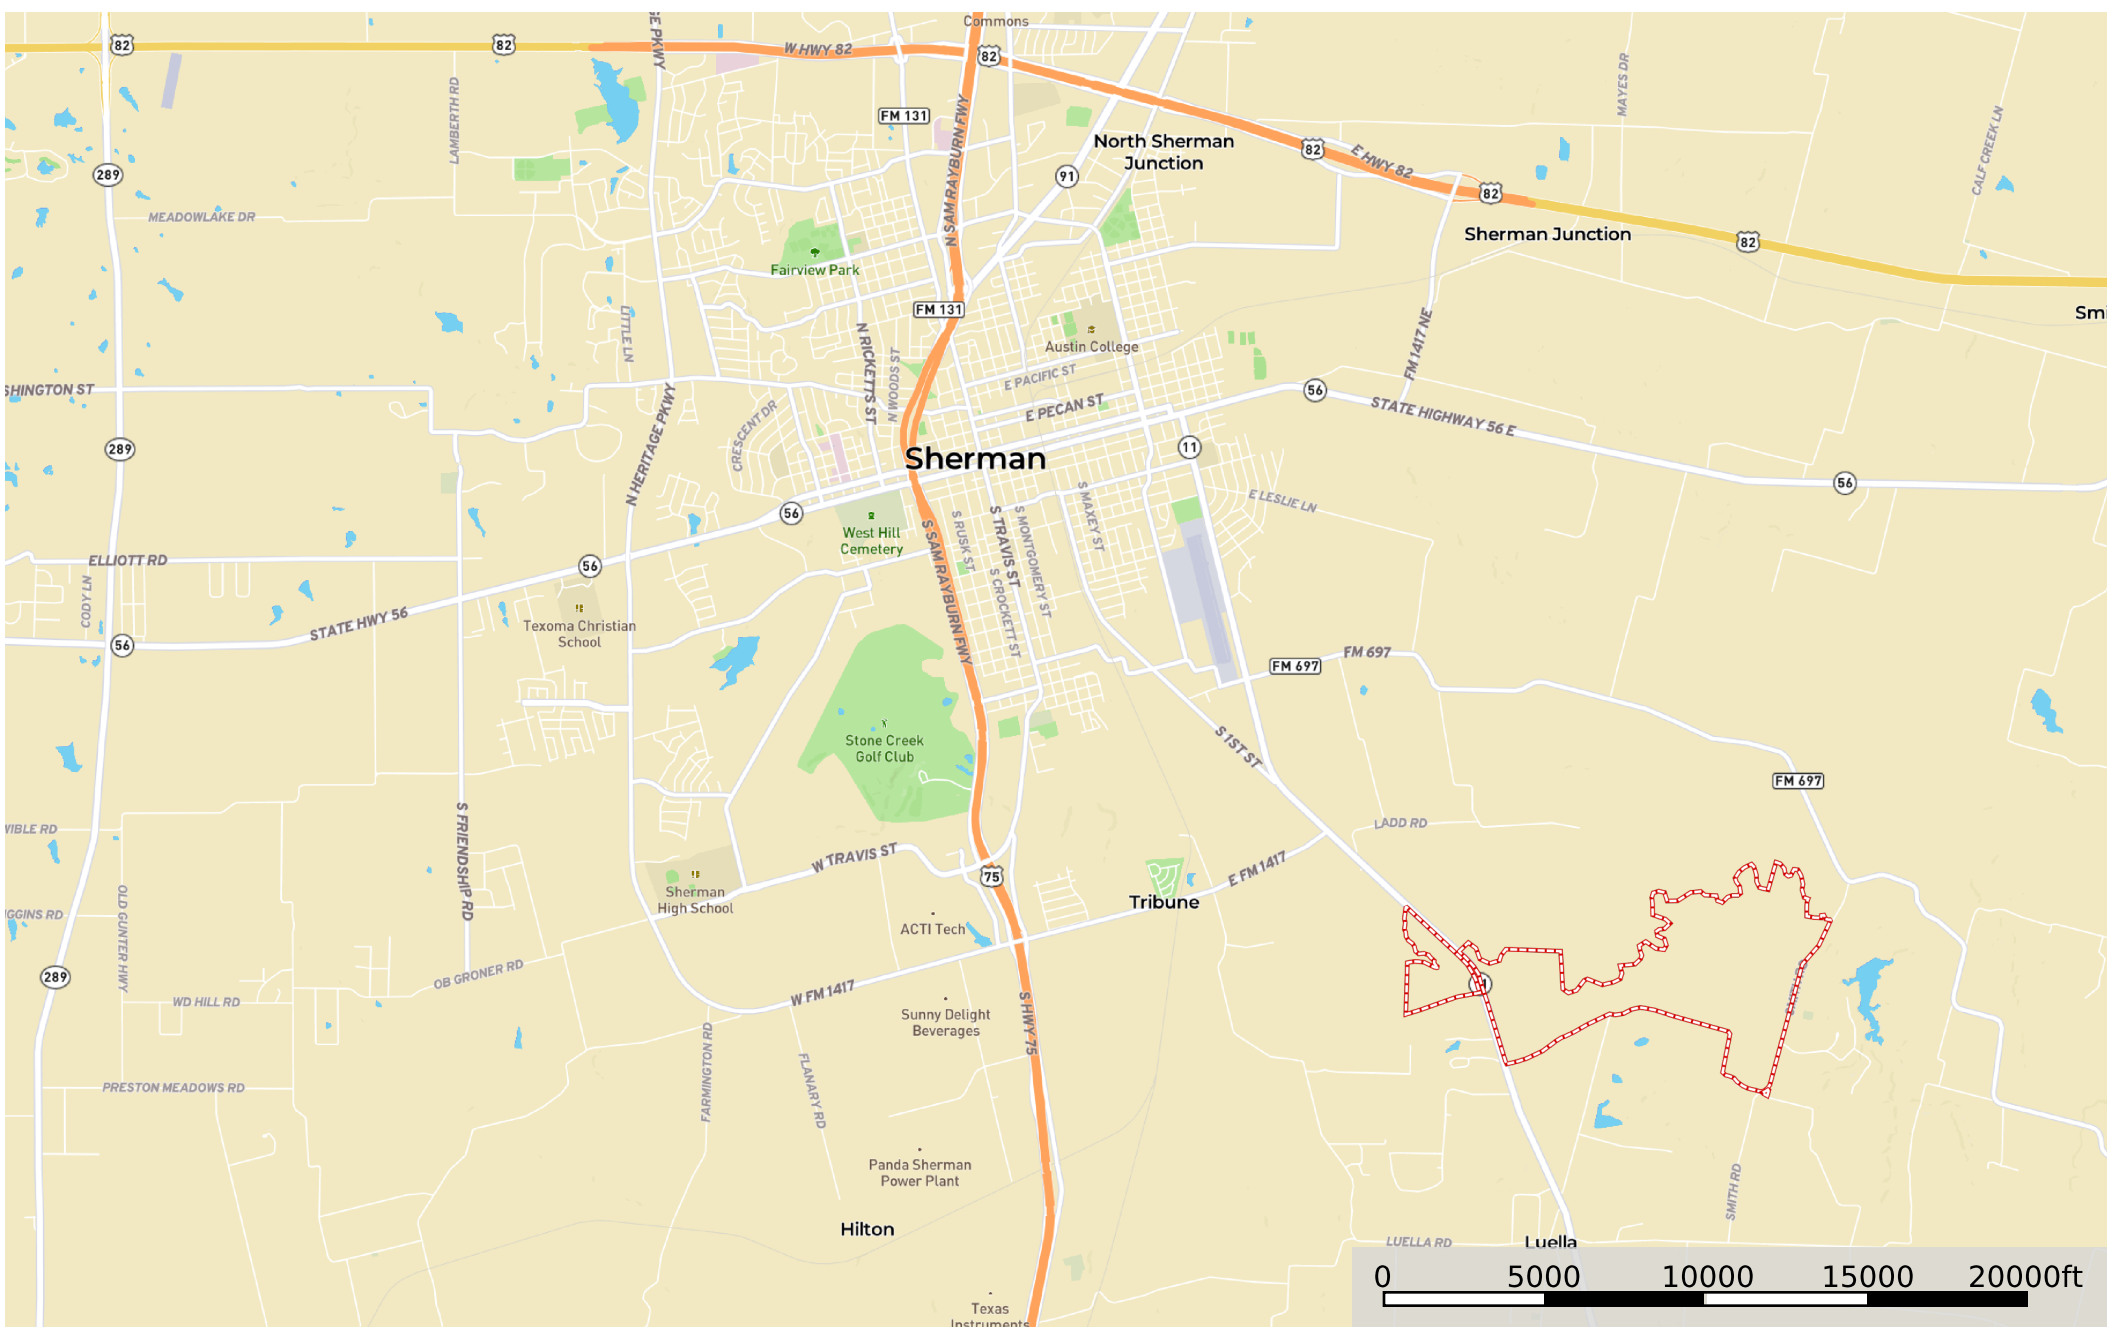 Commons
GE PKWY
82
82
W HWY 82
82
LAMBERTH RD
MAYES DR
FM 131
N SAM RAYBURN FWY
CALF CREEK LN
North Sherman
Junction
82
E HWY 82
289
91
82
MEADOWLAKE DR
Sherman Junction
82
Fairview Park
FM 131
LITTLE LN
N RICKETTS ST
N WOODS ST
Austin College
FM 1417 NE
Smi
E PACIFIC ST
SHINGTON ST
56
E PECAN ST
STATE HIGHWAY 56 E
CRESCENT DR
N HERITAGE PKWY
289
11
Sherman
56
56
E LESLIE LN
S MAXEY ST
West Hill
Cemetery
S SAM RAYBURN FWY
S RUSK ST
S TRAVIS ST
S MONTGOMERY ST
S CROCKETT ST
ELLIOTT RD
56
CODY LN
STATE HWY 56
Texoma Christian
School
56
FM 697
FM 697
Stone Creek
Golf Club
S 1ST ST
FM 697
S FRIENDSHIP RD
WIBLE RD
LADD RD
W TRAVIS ST
75
E FM 1417
Sherman
High School
Tribune
OLD GUNTER HWY
IGGINS RD
ACTI Tech
289
OB GRONER RD
W FM 1417
WD HILL RD
Sunny Delight
Beverages
S HWY 75
FARMINGTON RD
FLANARY RD
PRESTON MEADOWS RD
Panda Sherman
Power Plant
SMITH RD
Hilton
LUELLA RD
Luella
0 5000 10000 15000 20000ft
Texas
Instruments